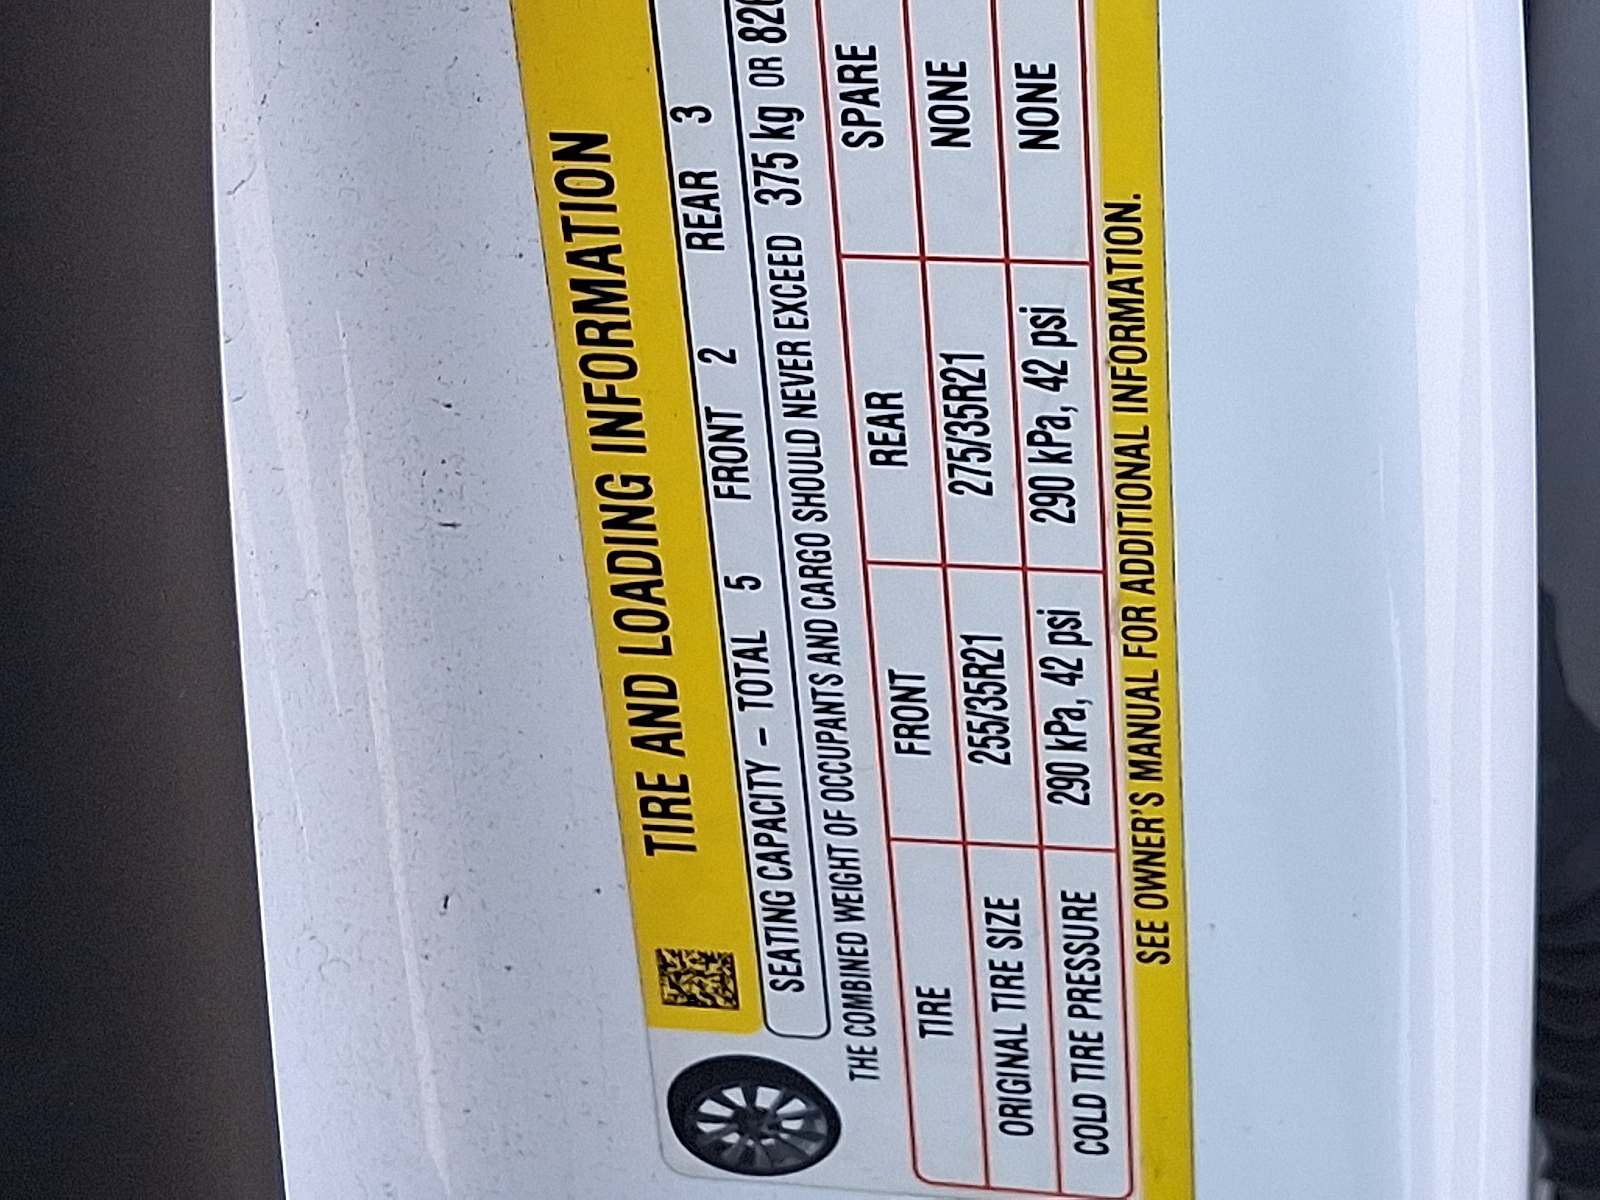 TIRE AND LOADING INFORMATION
SEATING CAPACITY – TOTAL 5 FRONT 2 REAR 3
THE COMBINED WEIGHT OF OCCUPANTS AND CARGO SHOULD NEVER EXCEED 375 kg OR
TIRE FRONT REAR SPARE
ORIGINAL TIRE SIZE 255/35R21 275/35R21 NONE
COLD TIRE PRESSURE 290 kPa, 42 psi 290 kPa, 42 psi NONE
SEE OWNER'S MANUAL FOR ADDITIONAL INFORMATION.